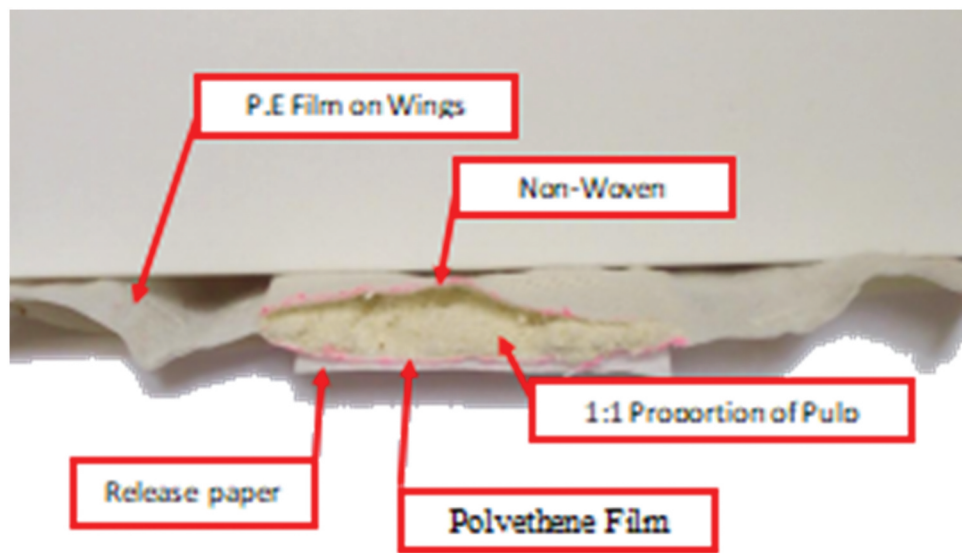 P.E Film on Wings
Non-Woven
1:1 Proportion of Pulp
Release paper
Polyethene Film